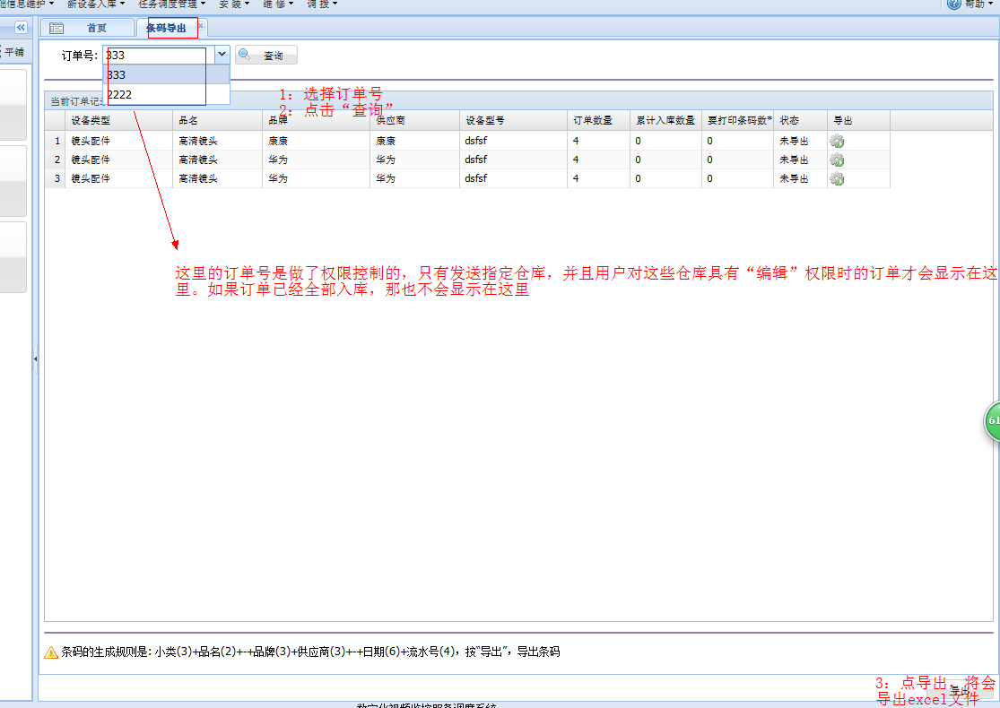 础信息维护 新设备入库 任务调度管理 安 装 维 修 调 拨 帮助
首页 条码导出
平铺
订单号: 333 查询
333
2222
1: 选择订单号
2: 点击“查询”
当前订单记
设备类型 品名 品牌 供应商 设备型号 订单数量 累计入库数量 要打印条码数* 状态 导出
1 镜头配件 高清镜头 康康 康康 dsfsf 4 0 0 未导出
2 镜头配件 高清镜头 华为 华为 dsfsf 4 0 0 未导出
3 镜头配件 高清镜头 华为 华为 dsfsf 4 0 0 未导出
这里的订单号是做了权限控制的，只有发送指定仓库，并且用户对这些仓库具有“编辑”权限时的订单才会显示在这
里。如果订单已经全部入库，那也不会显示在这里
61
条码的生成规则是: 小类(3)+品名(2)+-+品牌(3)+供应商(3)+-+日期(6)+流水号(4)，按"导出"，导出条码
3: 点导出，将会
导出excel文件
导出
数字化视频监控服务调度系统